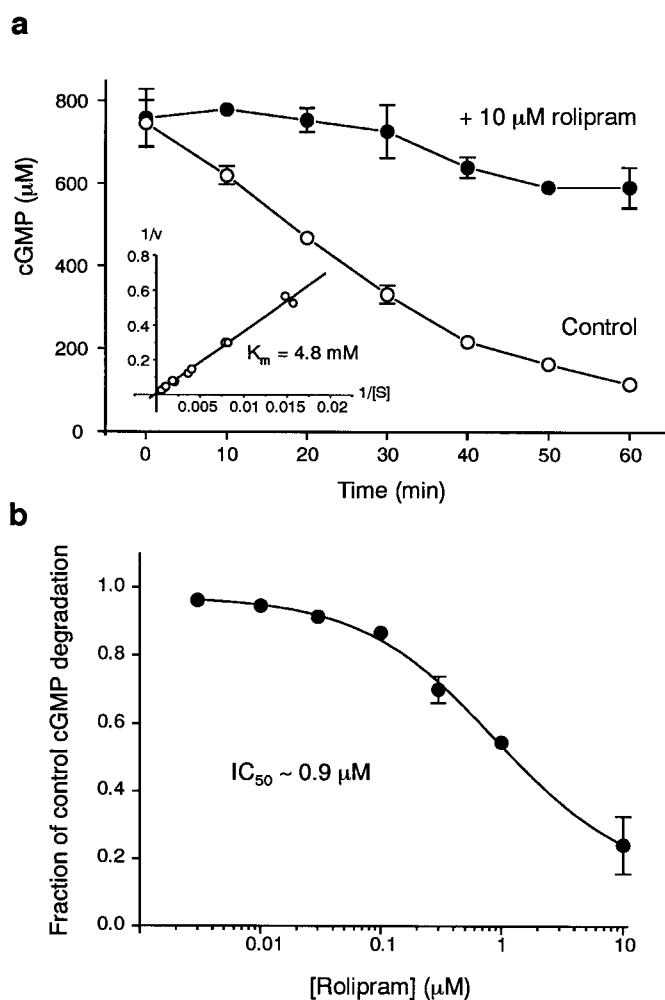 a
800
600
400
200
0
cGMP (μM)
+ 10 μM rolipram
Control
1/v
0.8
0.6
0.4
0.2
Km = 4.8 mM
0.005
0.01
0.015
0.02
1/[S]
0
10
20
30
40
50
60
Time (min)
b
Fraction of control cGMP degradation
1.0
0.8
0.6
0.4
0.2
0.0
IC50 ~ 0.9 μM
0.01
0.1
1
10
[Rolipram] (μM)